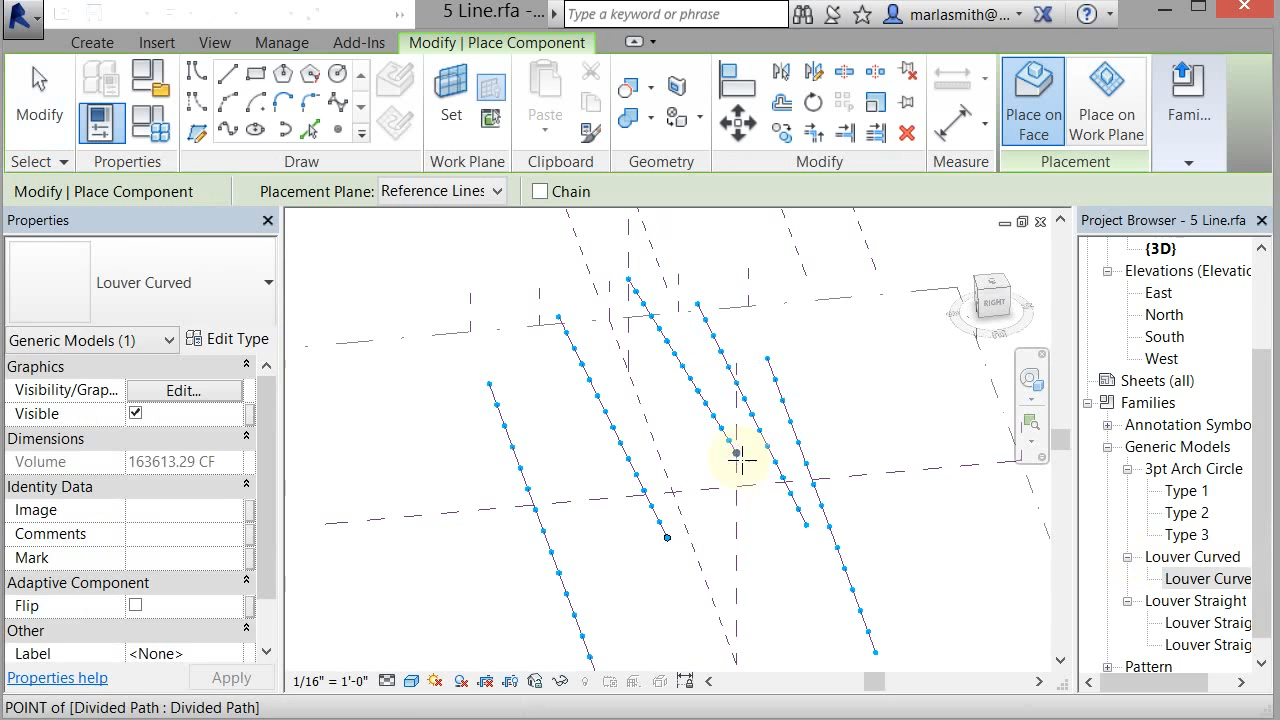 5 Line.rfa -...
Type a keyword or phrase
marlasmith@...
Create Insert View Manage Add-Ins Modify | Place Component
Modify
Set
Paste
Place on Face
Place on Work Plane
Fami...
Select Properties Draw Work Plane Clipboard Geometry Modify Measure Placement
Modify | Place Component Placement Plane: Reference Lines Chain
Properties
Louver Curved
Generic Models (1) Edit Type
Graphics
Visibility/Grap... Edit...
Visible
Dimensions
Volume 163613.29 CF
Identity Data
Image
Comments
Mark
Adaptive Component
Flip
Other
Label <None>
Properties help Apply
RIGHT
1/16" = 1'-0"
Project Browser - 5 Line.rfa
{3D}
Elevations (Elevatic
East
North
South
West
Sheets (all)
Families
Annotation Symbo
Generic Models
3pt Arch Circle
Type 1
Type 2
Type 3
Louver Curved
Louver Curve
Louver Straight
Louver Straig
Louver Straig
Pattern
POINT of [Divided Path : Divided Path]